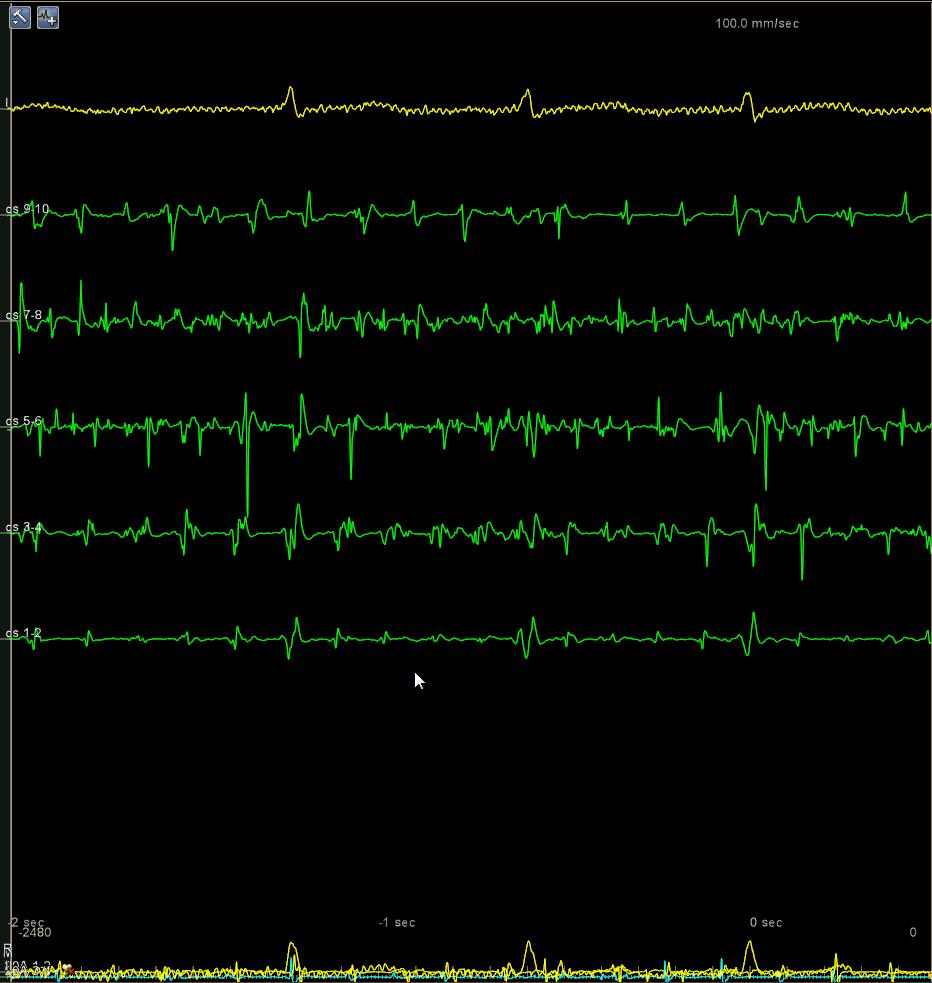 100.0 mm/sec
I
cs 9-10
cs 7-8
cs 5-6
cs 3-4
cs 1-2
-2 sec
-1 sec
0 sec
-2480
0